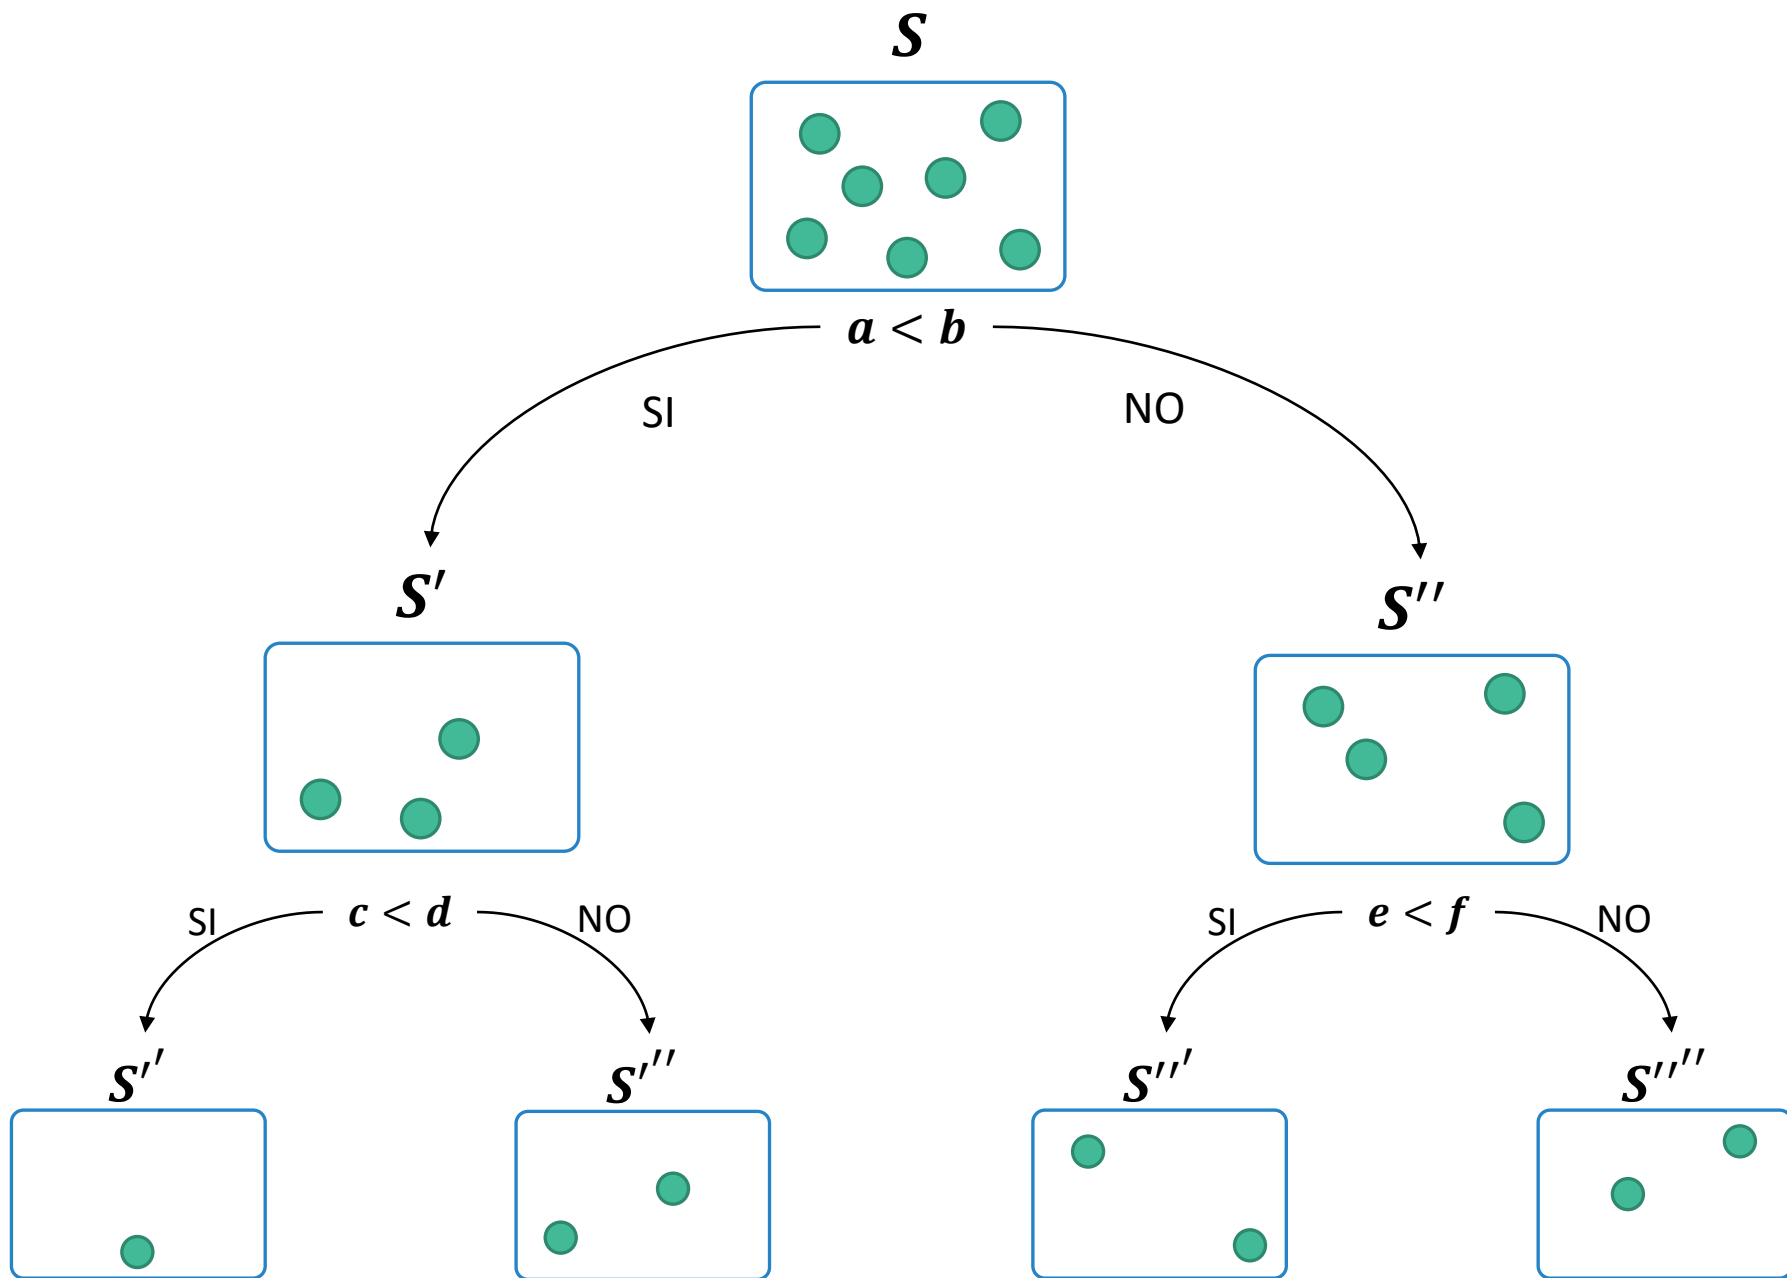 S
a < b
SI
NO
S′
S′′
SI
c < d
NO
SI
e < f
NO
S′′
S′′′
S′′′
S′′′′